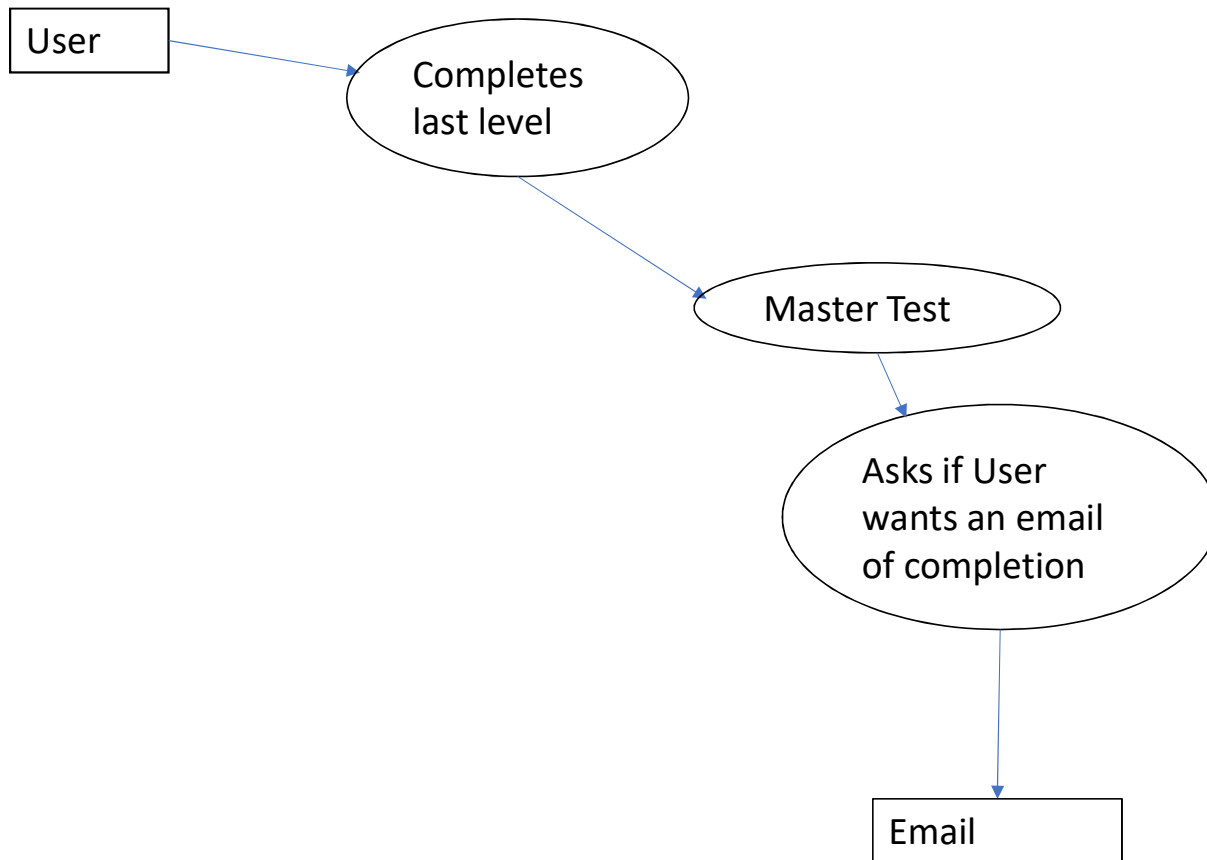 User
Completes
last level
Master Test
Asks if User
wants an email
of completion
Email